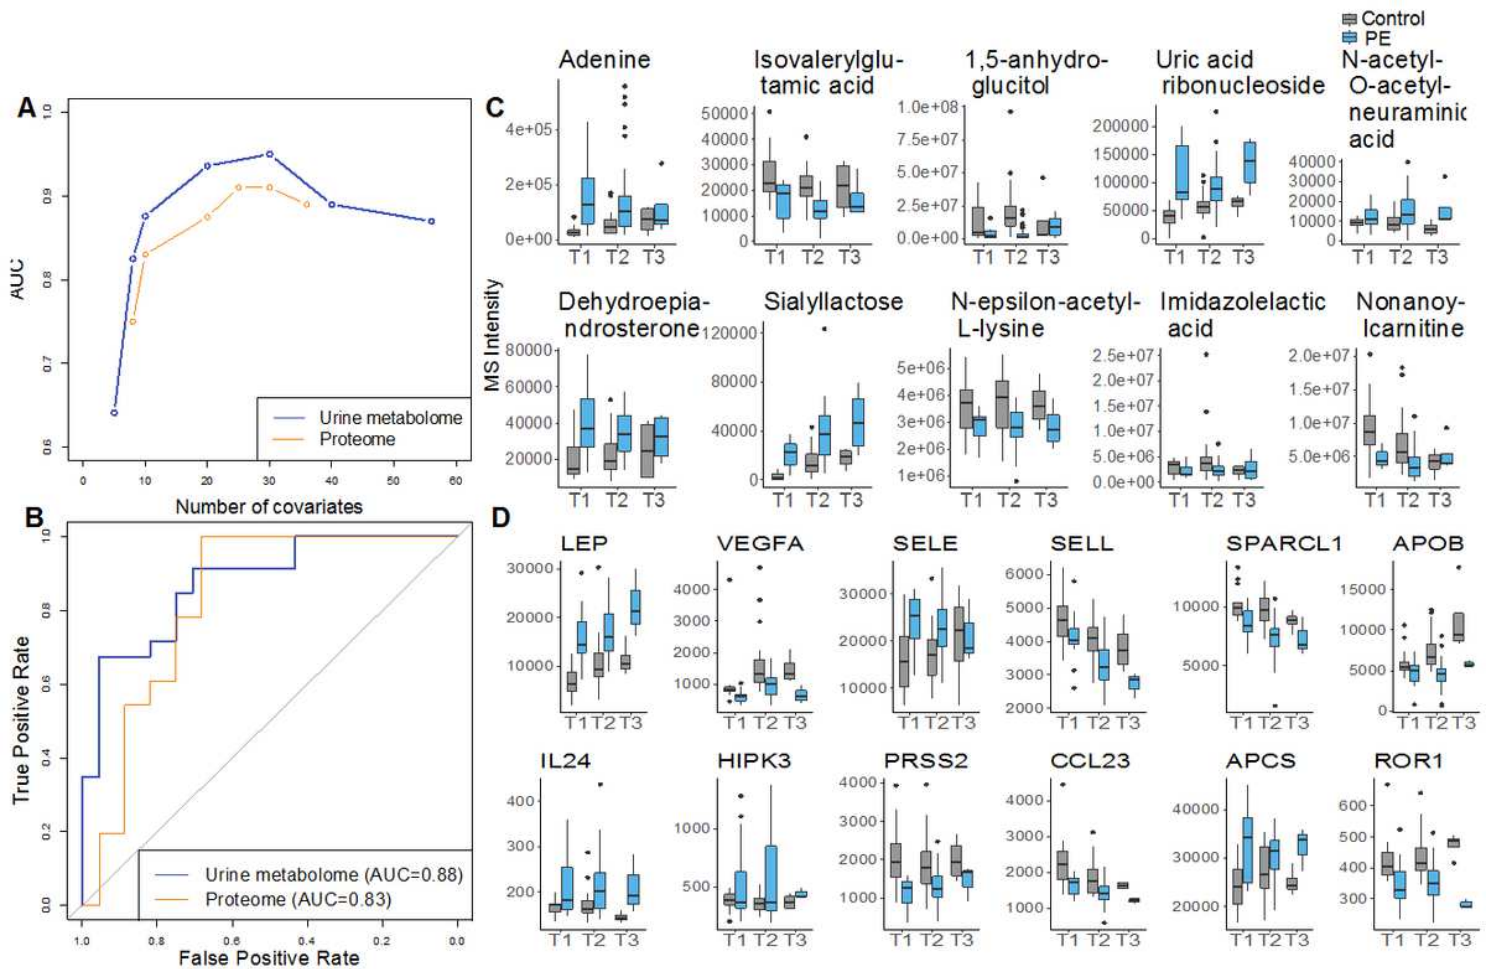 Control
PE
A
AUC
1.0
0.9
0.8
0.7
0.6
Urine metabolome
Proteome
0 10 20 30 40 50 60
Number of covariates
B
True Positive Rate
1.0
0.8
0.6
0.4
0.2
0.0
Urine metabolome (AUC=0.88)
Proteome (AUC=0.83)
1.0 0.8 0.6 0.4 0.2 0.0
False Positive Rate
C
MS Intensity
Adenine
4e+05
2e+05
0e+00
T1 T2 T3
Isovalerylglu-
tamic acid
50000
40000
30000
20000
10000
0
T1 T2 T3
1,5-anhydro-
glucitol
1.0e+08
7.5e+07
5.0e+07
2.5e+07
0.0e+00
T1 T2 T3
Uric acid
ribonucleoside
200000
150000
100000
50000
0
T1 T2 T3
N-acetyl-
O-acetyl-
neuraminic
acid
40000
30000
20000
10000
0
T1 T2 T3
Dehydroepia-
ndrosterone
80000
60000
40000
20000
T1 T2 T3
Sialyllactose
120000
80000
40000
0
T1 T2 T3
N-epsilon-acetyl-
L-lysine
5e+06
4e+06
3e+06
2e+06
1e+06
T1 T2 T3
Imidazolelactic
acid
2.5e+07
2.0e+07
1.5e+07
1.0e+07
5.0e+06
0.0e+00
T1 T2 T3
Nonanoy-
lcarnitine
2.0e+07
1.5e+07
1.0e+07
5.0e+06
T1 T2 T3
D
LEP
30000
20000
10000
T1 T2 T3
VEGFA
4000
3000
2000
1000
T1 T2 T3
SELE
30000
20000
10000
T1 T2 T3
SELL
6000
5000
4000
3000
2000
T1 T2 T3
SPARCL1
10000
5000
T1 T2 T3
APOB
15000
10000
5000
0
T1 T2 T3
IL24
400
300
200
T1 T2 T3
HIPK3
1000
500
T1 T2 T3
PRSS2
4000
3000
2000
1000
T1 T2 T3
CCL23
4000
3000
2000
1000
T1 T2 T3
APCS
40000
30000
20000
T1 T2 T3
ROR1
600
500
400
300
T1 T2 T3